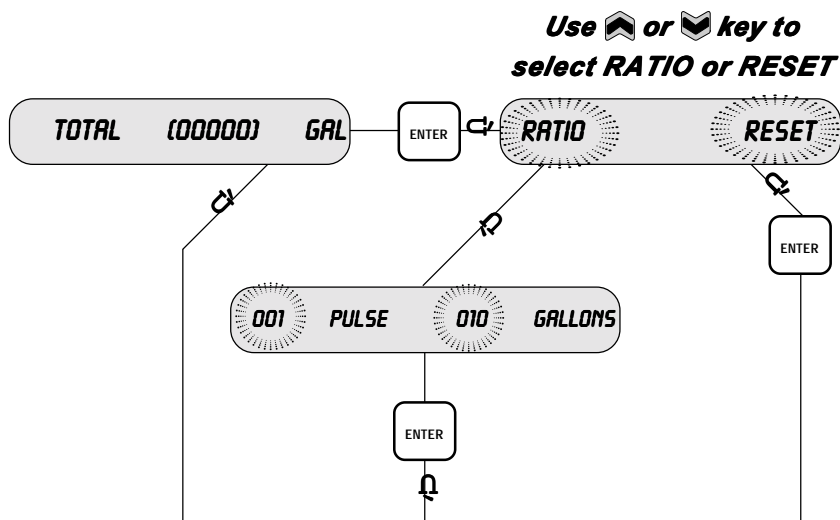 Use or key to
select RATIO or RESET
TOTAL (00000) GAL
ENTER
RATIO RESET
ENTER
001 PULSE 010 GALLONS
ENTER